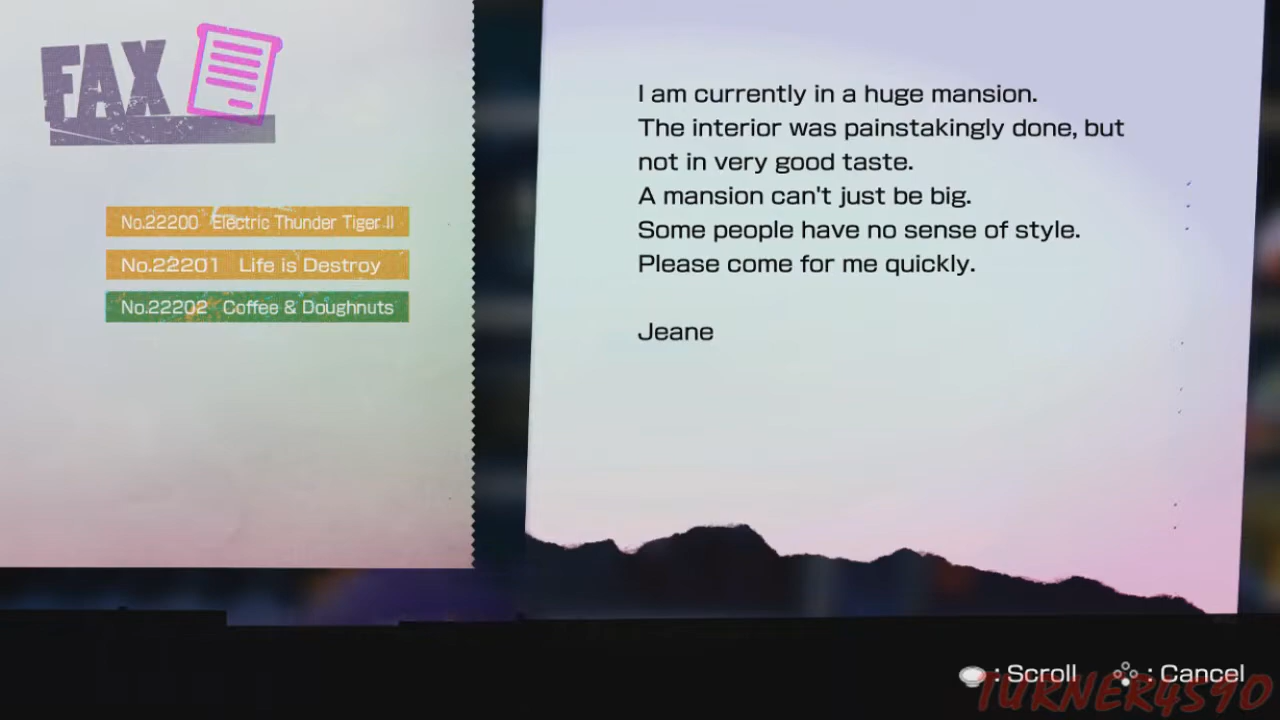 FAX
No.22200 Electric Thunder Tiger II
No.22201 Life is Destroy
No.22202 Coffee & Doughnuts
I am currently in a huge mansion.
The interior was painstakingly done, but
not in very good taste.
A mansion can't just be big.
Some people have no sense of style.
Please come for me quickly.
Jeane
: Scroll : Cancel
TURNER4S90